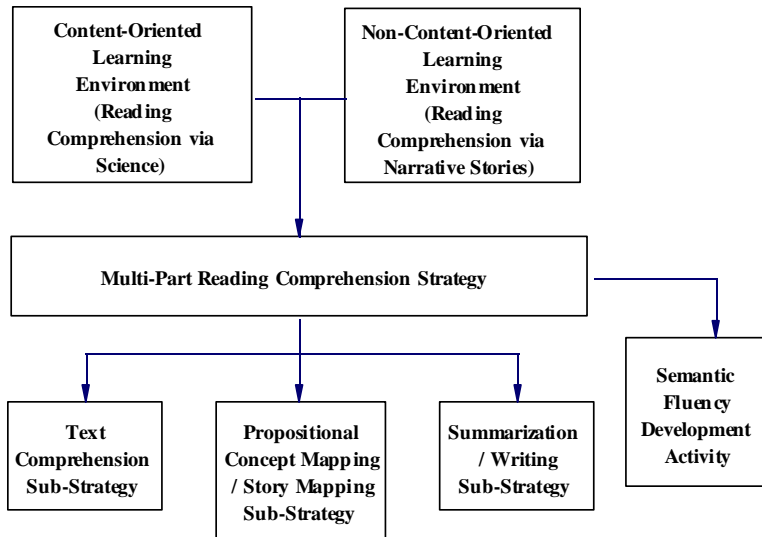 Content-Oriented
Learning
Environment
(Reading
Comprehension via
Science)
Non-Content-Oriented
Learning
Environment
(Reading
Comprehension via
Narrative Stories)
Multi-Part Reading Comprehension Strategy
Text
Comprehension
Sub-Strategy
Propositional
Concept Mapping
/ Story Mapping
Sub-Strategy
Summarization
/ Writing
Sub-Strategy
Semantic
Fluency
Development
Activity